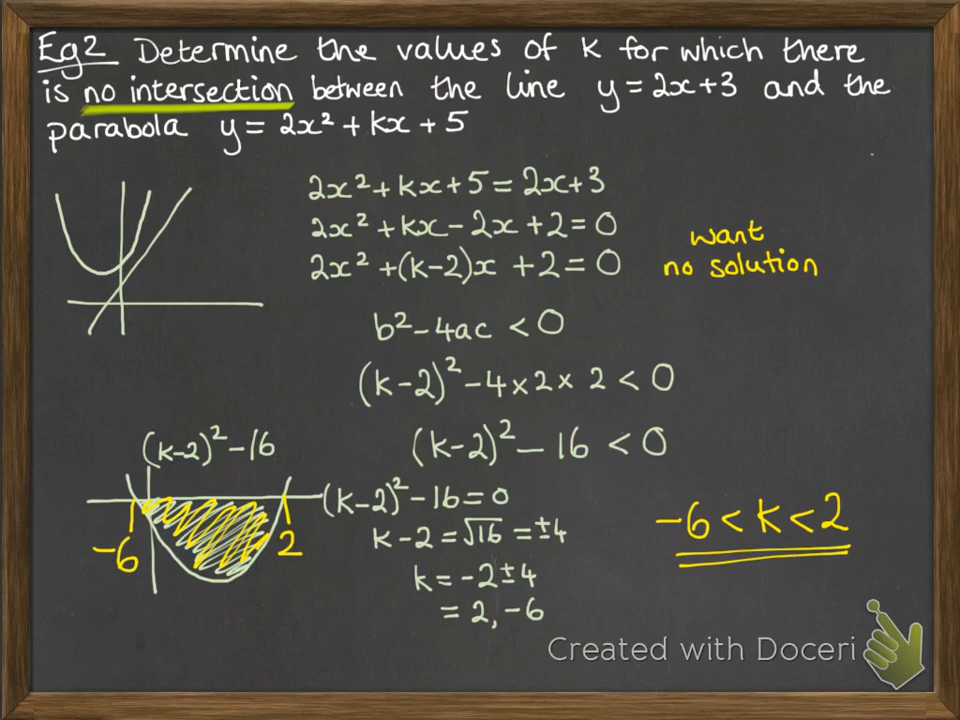 Eg2 Determine the values of k for which there
is no intersection between the line y = 2x+3 and the
parabola y = 2x² + kx + 5
2x² + kx + 5 = 2x+3
2x² + kx - 2x + 2 = 0
2x² + (k-2)x + 2 = 0
want
no solution
b² - 4ac < 0
(k-2)² - 4 x 2 x 2 < 0
(k-2)² - 16 < 0
(k-2)² - 16
-6
2
(k-2)² - 16 = 0
k - 2 = √16 = ±4
k = -2 ± 4
= 2, -6
-6 < k < 2
Created with Doceri